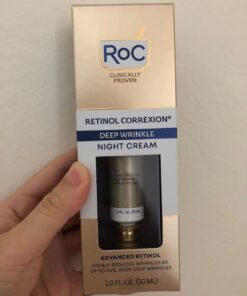 RoC
CLINICALLY
PROVEN
RETINOL CORREXION®
DEEP WRINKLE
NIGHT CREAM
ADVANCED RETINOL
VISIBLY REDUCES WRINKLES BY
UP TO 50%, EVEN DEEP WRINKLES
1.0 FL. OZ. (30 ML)